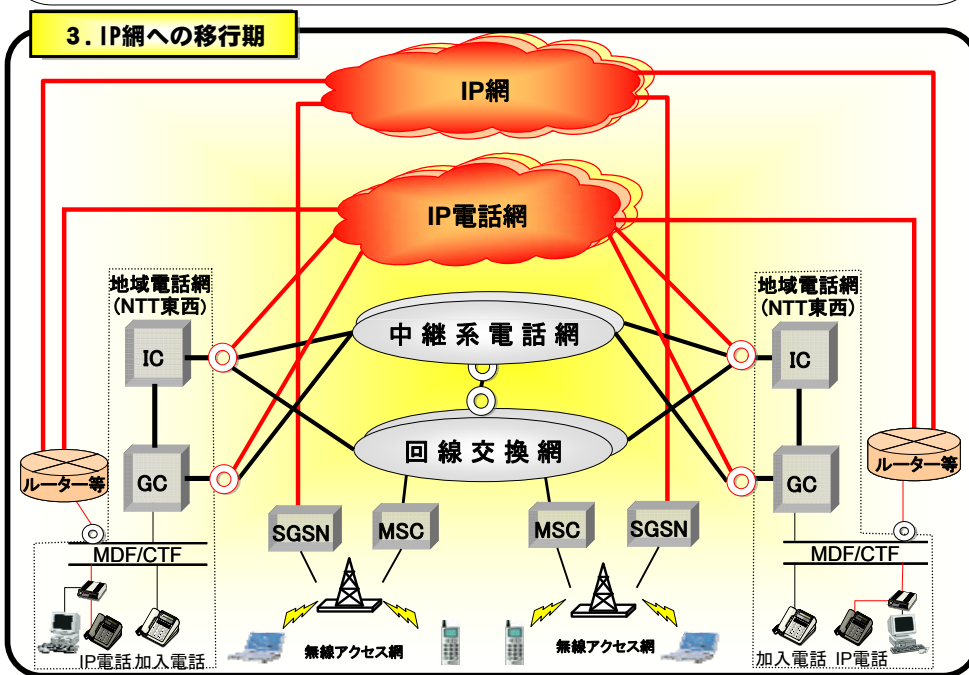 3．IP網への移行期
IP網
IP電話網
地域電話網
(NTT東西)
地域電話網
(NTT東西)
中継系電話網
IC
IC
回線交換網
ルーター等
GC
GC
ルーター等
SGSN
MSC
MSC
SGSN
MDF/CTF
MDF/CTF
IP電話
加入電話
無線アクセス網
無線アクセス網
加入電話
IP電話